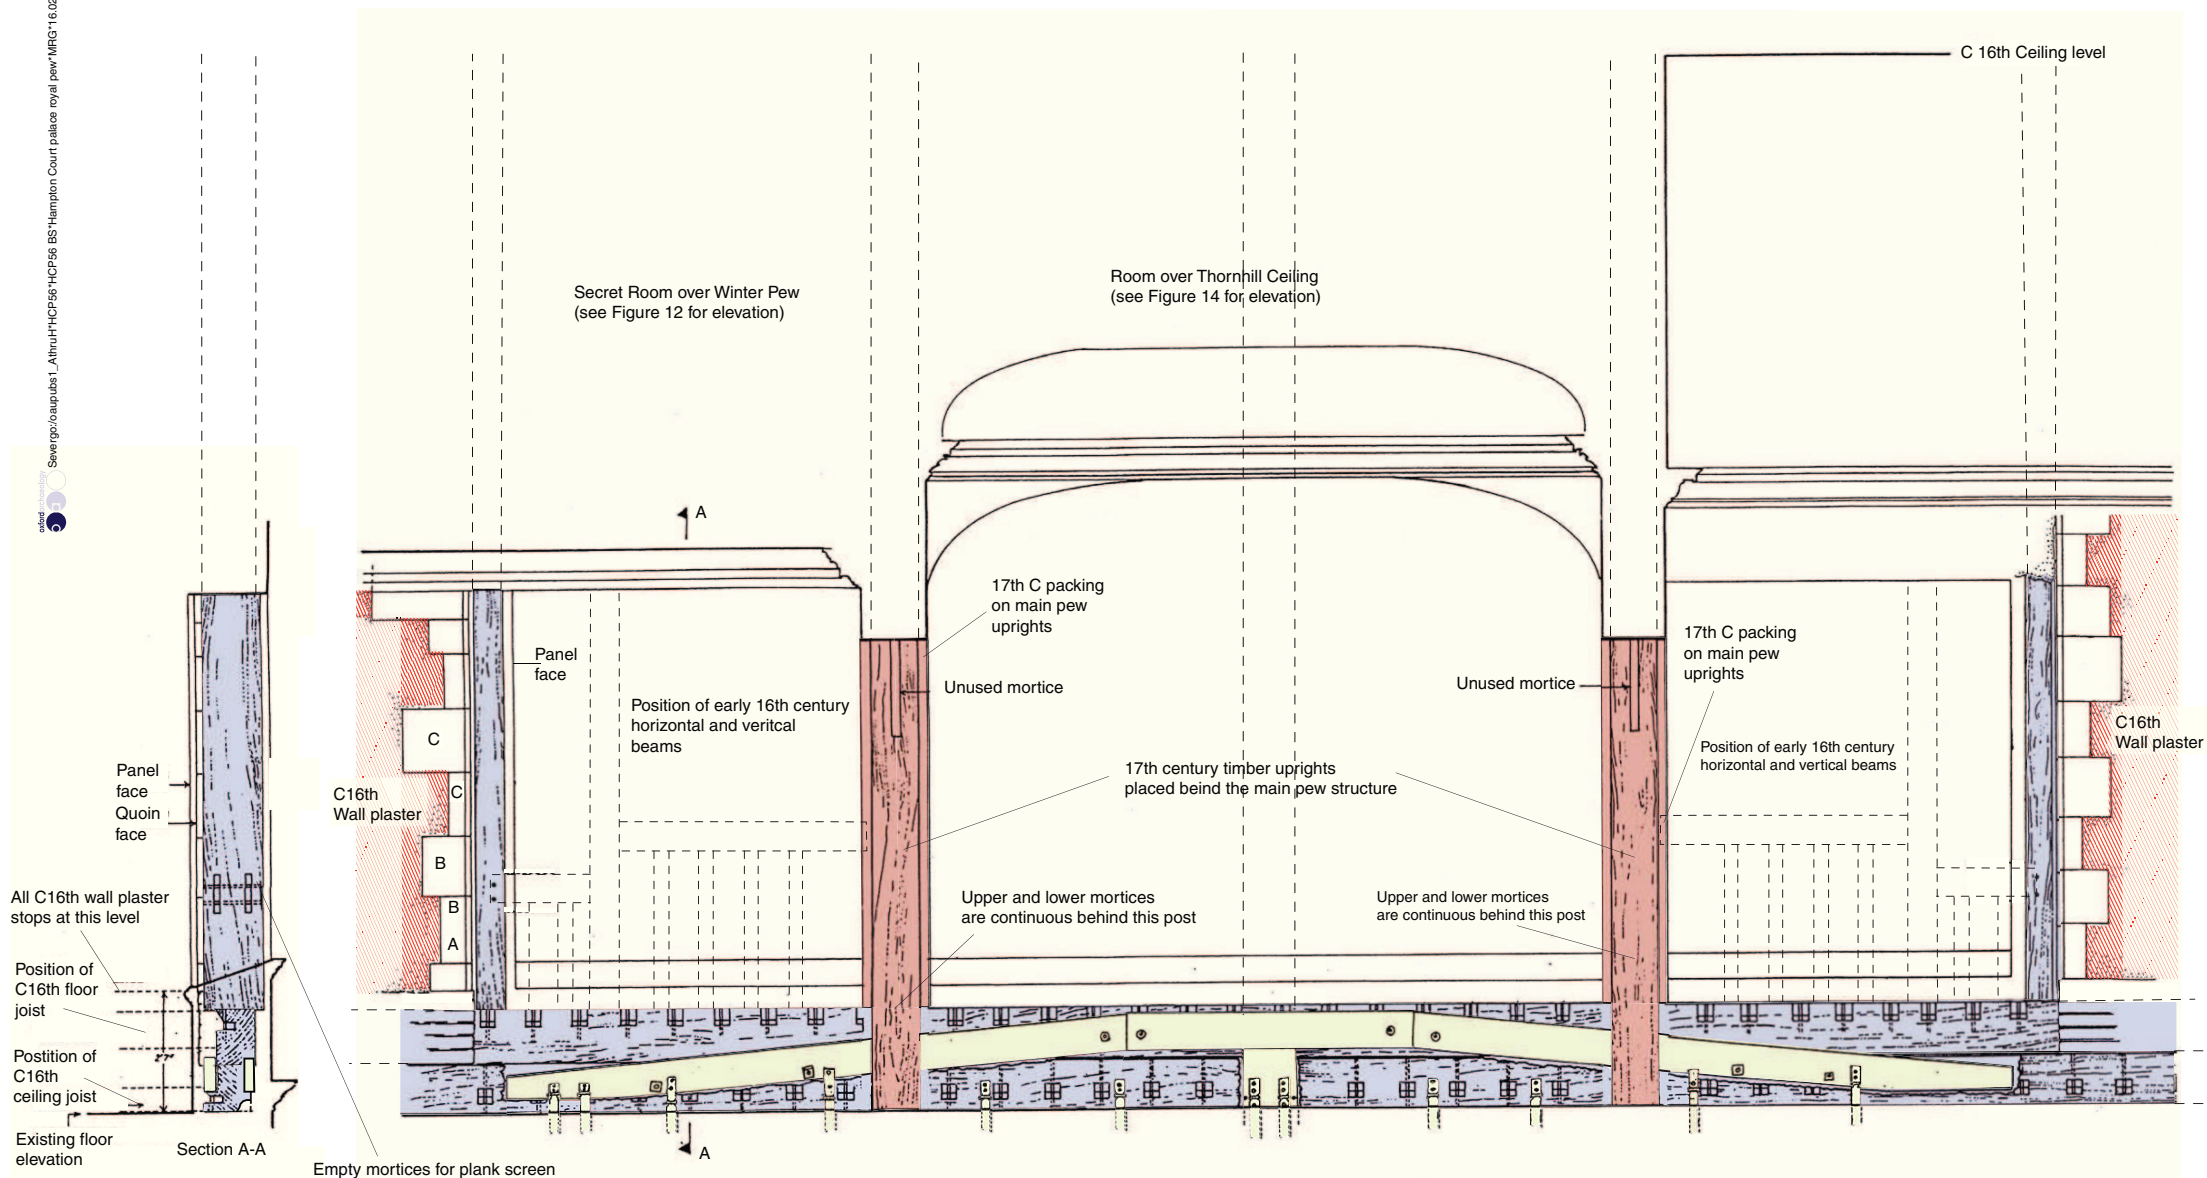 Severgo:/oaupubs1_AthruH*HCP56*HCP56 BS*Hampton Court palace royal pew*MRG*16.02
oxfordarchaeology
C 16th Ceiling level
Secret Room over Winter Pew
(see Figure 12 for elevation)
Room over Thornhill Ceiling
(see Figure 14 for elevation)
A
17th C packing
on main pew
uprights
17th C packing
on main pew
uprights
Panel
face
Unused mortice
Unused mortice
Position of early 16th century
horizontal and veritcal
beams
Position of early 16th century
horizontal and vertical beams
C16th
Wall plaster
C
C
B
B
A
C16th
Wall plaster
17th century timber uprights
placed beind the main pew structure
Panel
face
Quoin
face
All C16th wall plaster
stops at this level
Upper and lower mortices
are continuous behind this post
Upper and lower mortices
are continuous behind this post
Position of
C16th floor
joist
2'7"
Postition of
C16th
ceiling joist
Existing floor
elevation
Section A-A
A
Empty mortices for plank screen